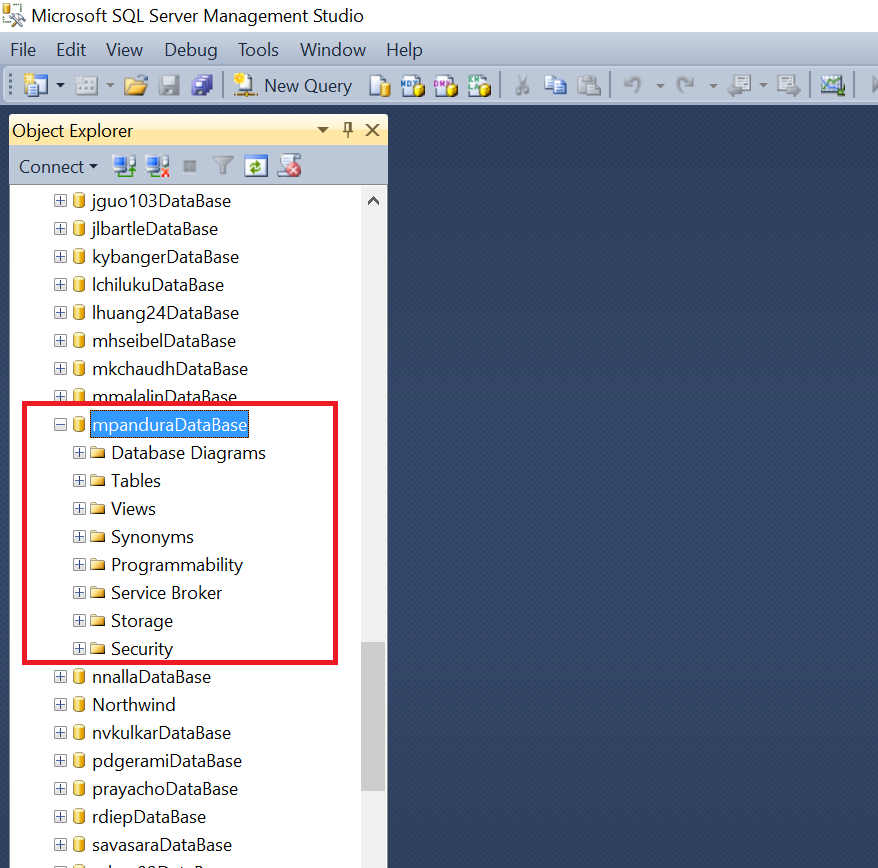 Microsoft SQL Server Management Studio
File Edit View Debug Tools Window Help
New Query
Object Explorer
Connect
jguo103DataBase
jlbartleDataBase
kybangerDataBase
lchilukuDataBase
lhuang24DataBase
mhseibelDataBase
mkchaudhDataBase
mmalalinDataBase
mpanduraDataBase
Database Diagrams
Tables
Views
Synonyms
Programmability
Service Broker
Storage
Security
nnallaDataBase
Northwind
nvkulkarDataBase
pdgeramiDataBase
prayachoDataBase
rdiepDataBase
savasaraDataBase